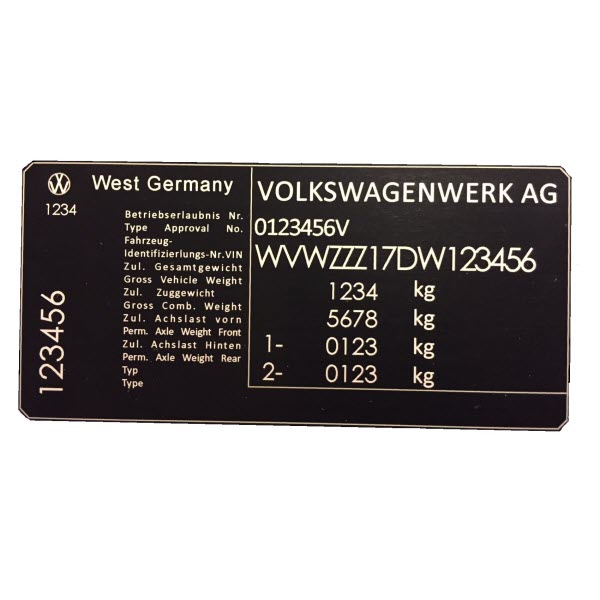 West Germany
1234
123456
Betriebserlaubnis Nr.
Type Approval No.
Fahrzeug-
Identifizierlungs-Nr.VIN
Zul. Gesamtgewicht
Gross Vehicle Weight
Zul. Zuggewicht
Gross Comb. Weight
Zul. Achslast vorn
Perm. Axle Weight Front
Zul. Achslast Hinten
Perm. Axle Weight Rear
Typ
Type
VOLKSWAGENWERK AG
0123456V
WVWZZZ17DW123456
1234 kg
5678 kg
1- 0123 kg
2- 0123 kg